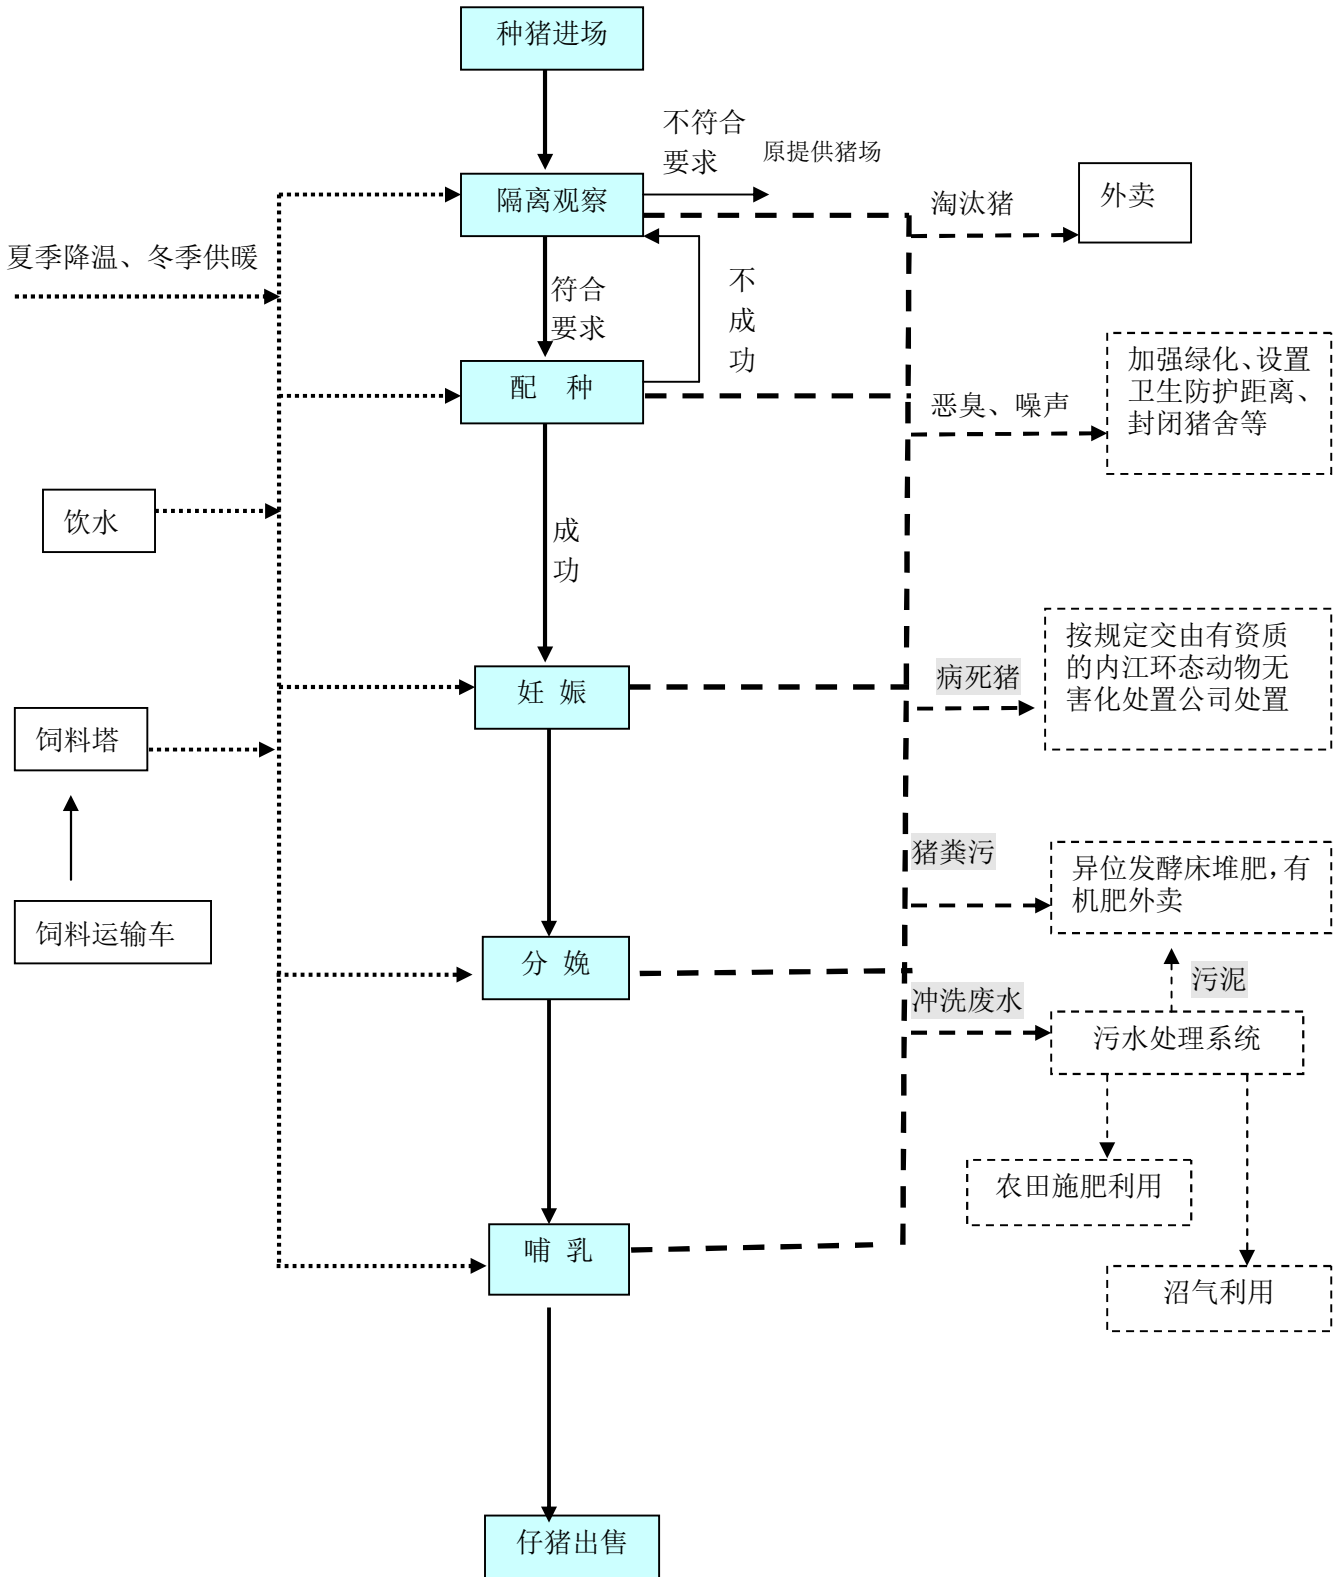 种猪进场
不符合
要求
原提供猪场
隔离观察
淘汰猪
外卖
夏季降温、冬季供暖
符合
要求
不
成
功
配 种
恶臭、噪声
加强绿化、设置
卫生防护距离、
封闭猪舍等
饮水
成
功
妊 娠
病死猪
按规定交由有资质
的内江环态动物无
害化处置公司处置
饲料塔
饲料运输车
猪粪污
异位发酵床堆肥，有
机肥外卖
分 娩
冲洗废水
污泥
污水处理系统
农田施肥利用
哺 乳
沼气利用
仔猪出售